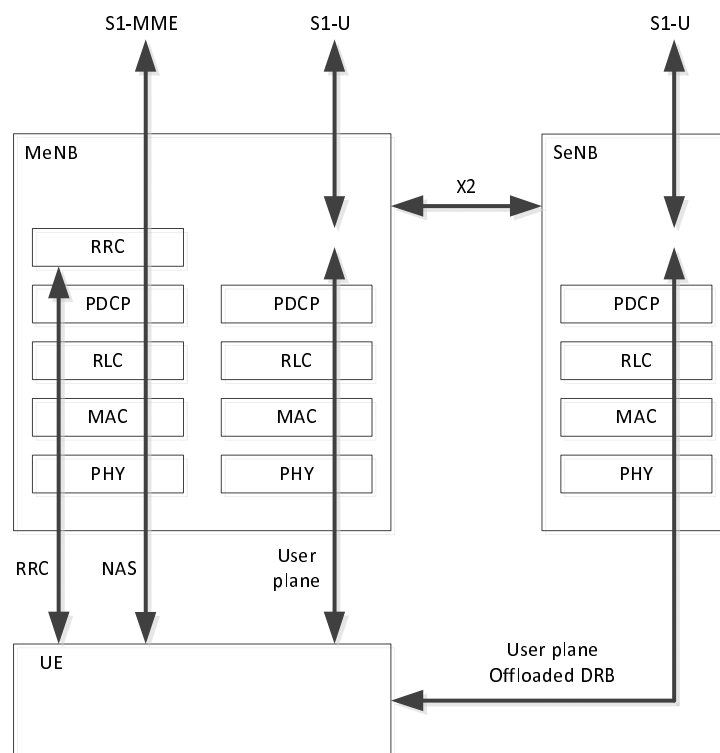 S1-MME
S1-U
S1-U
MeNB
SeNB
X2
RRC
PDCP
PDCP
PDCP
RLC
RLC
RLC
MAC
MAC
MAC
PHY
PHY
PHY
RRC
NAS
User
plane
UE
User plane
Offloaded DRB